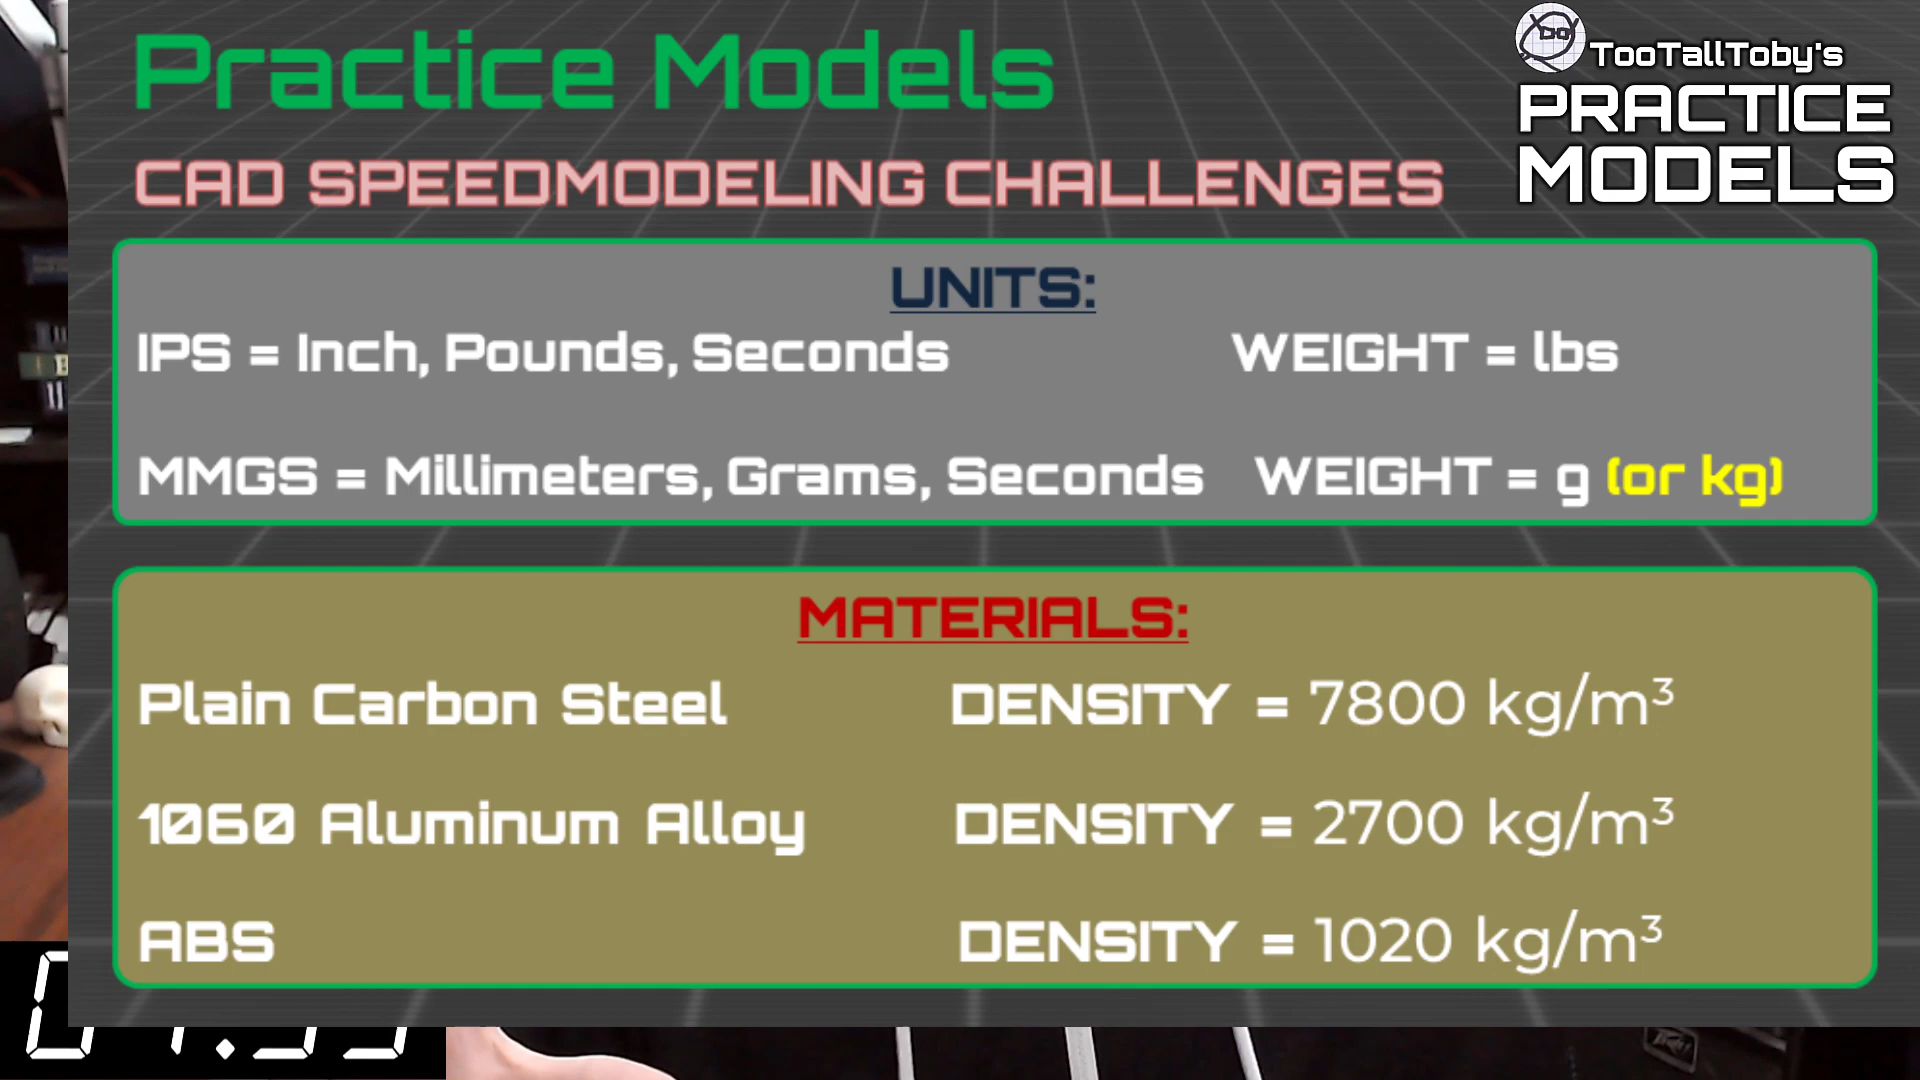 Practice Models
TooTallToby's
PRACTICE
MODELS
CAD SPEEDMODELING CHALLENGES
UNITS:
IPS = Inch, Pounds, Seconds WEIGHT = lbs
MMGS = Millimeters, Grams, Seconds WEIGHT = g (or kg)
MATERIALS:
Plain Carbon Steel DENSITY = 7800 kg/m³
1060 Aluminum Alloy DENSITY = 2700 kg/m³
ABS DENSITY = 1020 kg/m³